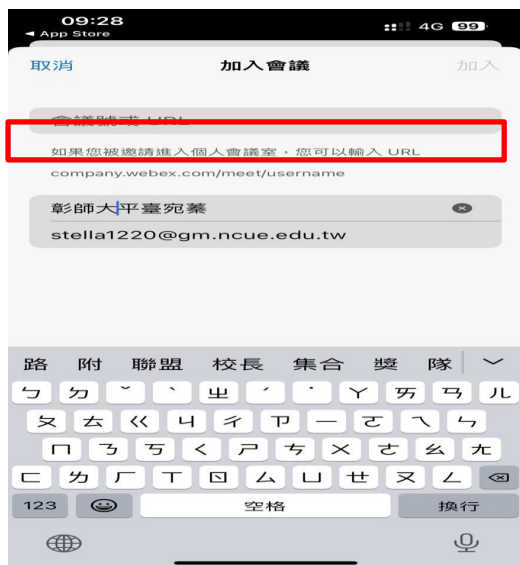 09:28
◀ App Store
4G 99
取消 加入會議 加入
會議號或 URL
如果您被邀請進入個人會議室，您可以輸入 URL
company.webex.com/meet/username
彰師大平臺宛蓁
stella1220@gm.ncue.edu.tw
路 附 聯盟 校長 集合 獎 隊
ㄅ ㄉ ˇ ˋ ㄓ ˊ ˙ ㄚ ㄞ ㄢ ㄦ
ㄆ ㄊ ㄍ ㄐ ㄔ ㄗ ㄧ ㄛ ㄟ ㄣ
ㄇ ㄋ ㄎ ㄑ ㄕ ㄘ ㄨ ㄜ ㄠ ㄤ
ㄈ ㄌ ㄏ ㄒ ㄖ ㄙ ㄩ ㄝ ㄡ ㄥ
123 空格 換行